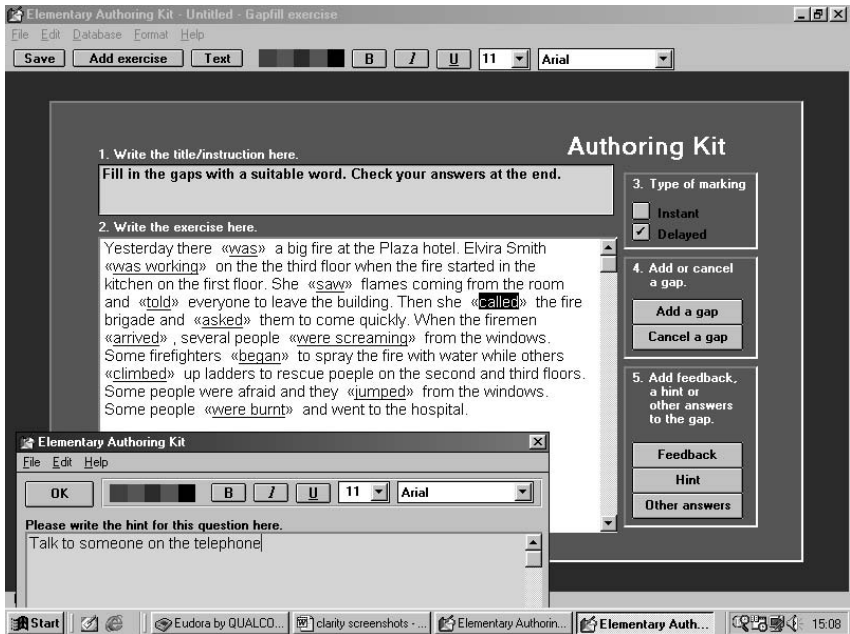 Elementary Authoring Kit - Untitled - Gapfill exercise
File Edit Database Format Help
Save Add exercise Text B I U 11 Arial
Authoring Kit
1. Write the title/instruction here.
Fill in the gaps with a suitable word. Check your answers at the end.
2. Write the exercise here.
Yesterday there «was» a big fire at the Plaza hotel. Elvira Smith
«was working» on the the third floor when the fire started in the
kitchen on the first floor. She «saw» flames coming from the room
and «told» everyone to leave the building. Then she «called» the fire
brigade and «asked» them to come quickly. When the firemen
«arrived» , several people «were screaming» from the windows.
Some firefighters «began» to spray the fire with water while others
«climbed» up ladders to rescue poeple on the second and third floors.
Some people were afraid and they «jumped» from the windows.
Some people «were burnt» and went to the hospital.
3. Type of marking
Instant
Delayed
4. Add or cancel
a gap.
Add a gap
Cancel a gap
5. Add feedback,
a hint or
other answers
to the gap.
Feedback
Hint
Other answers
Elementary Authoring Kit
File Edit Help
OK B I U 11 Arial
Please write the hint for this question here.
Talk to someone on the telephone
Start Eudora by QUALCO... clarity screenshots - ... Elementary Authorin... Elementary Auth... 15:08